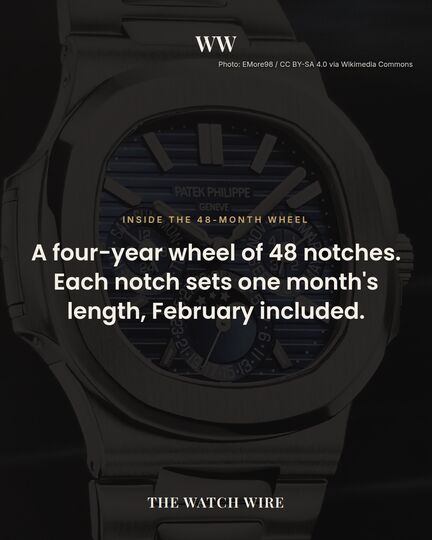 WW
Photo: EMore98 / CC BY-SA 4.0 via Wikimedia Commons
PATEK PHILIPPE
GENEVE
INSIDE THE 48-MONTH WHEEL
A four-year wheel of 48 notches.
Each notch sets one month's
length, February included.
THE WATCH WIRE